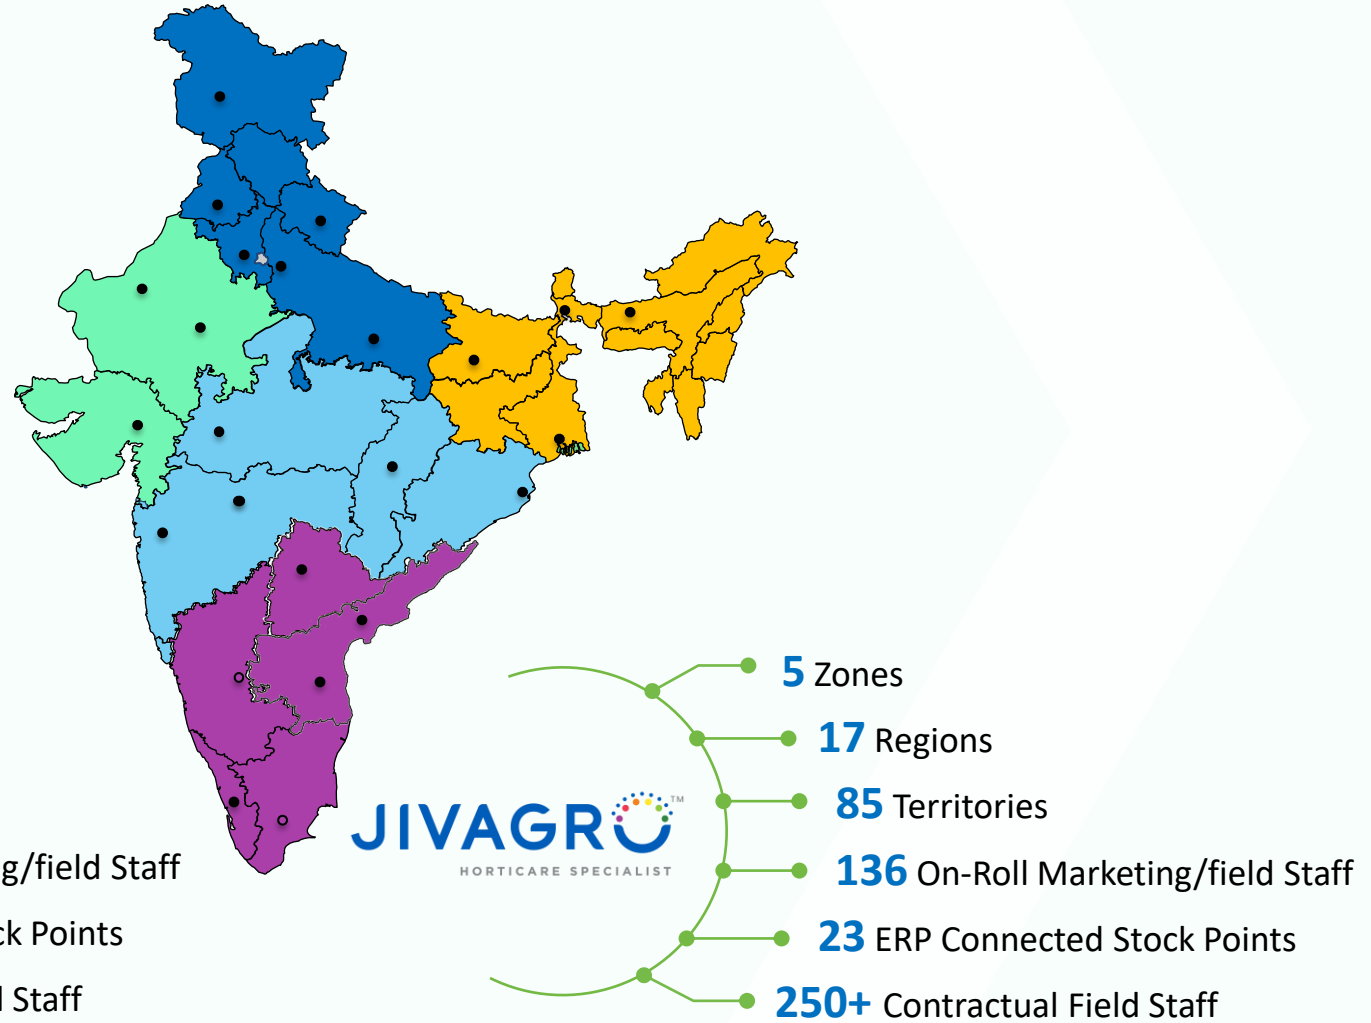 5 Zones
17 Regions
85 Territories
JIVAGRO™
HORTICARE SPECIALIST
g/field Staff
136 On-Roll Marketing/field Staff
ck Points
23 ERP Connected Stock Points
l Staff
250+ Contractual Field Staff